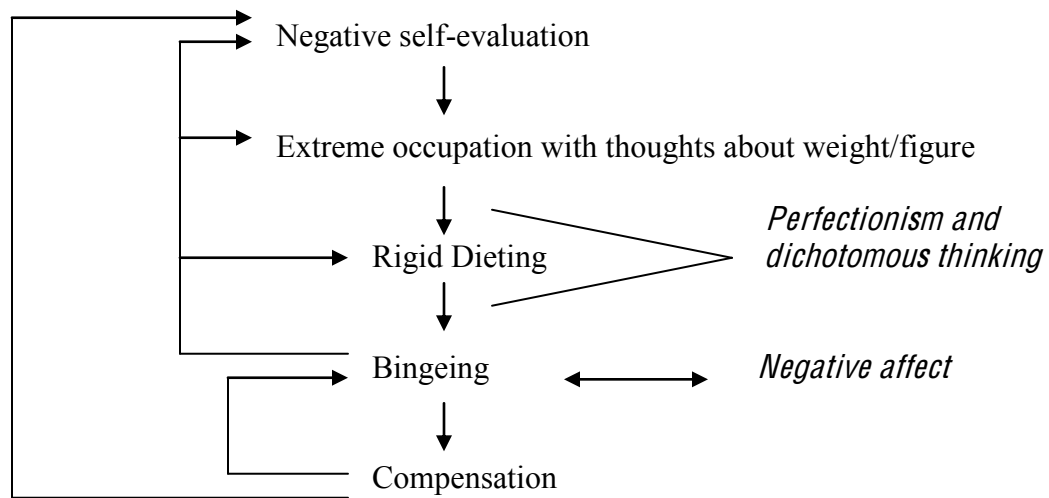 Negative self-evaluation
Extreme occupation with thoughts about weight/figure
Perfectionism and
dichotomous thinking
Rigid Dieting
Bingeing
Negative affect
Compensation